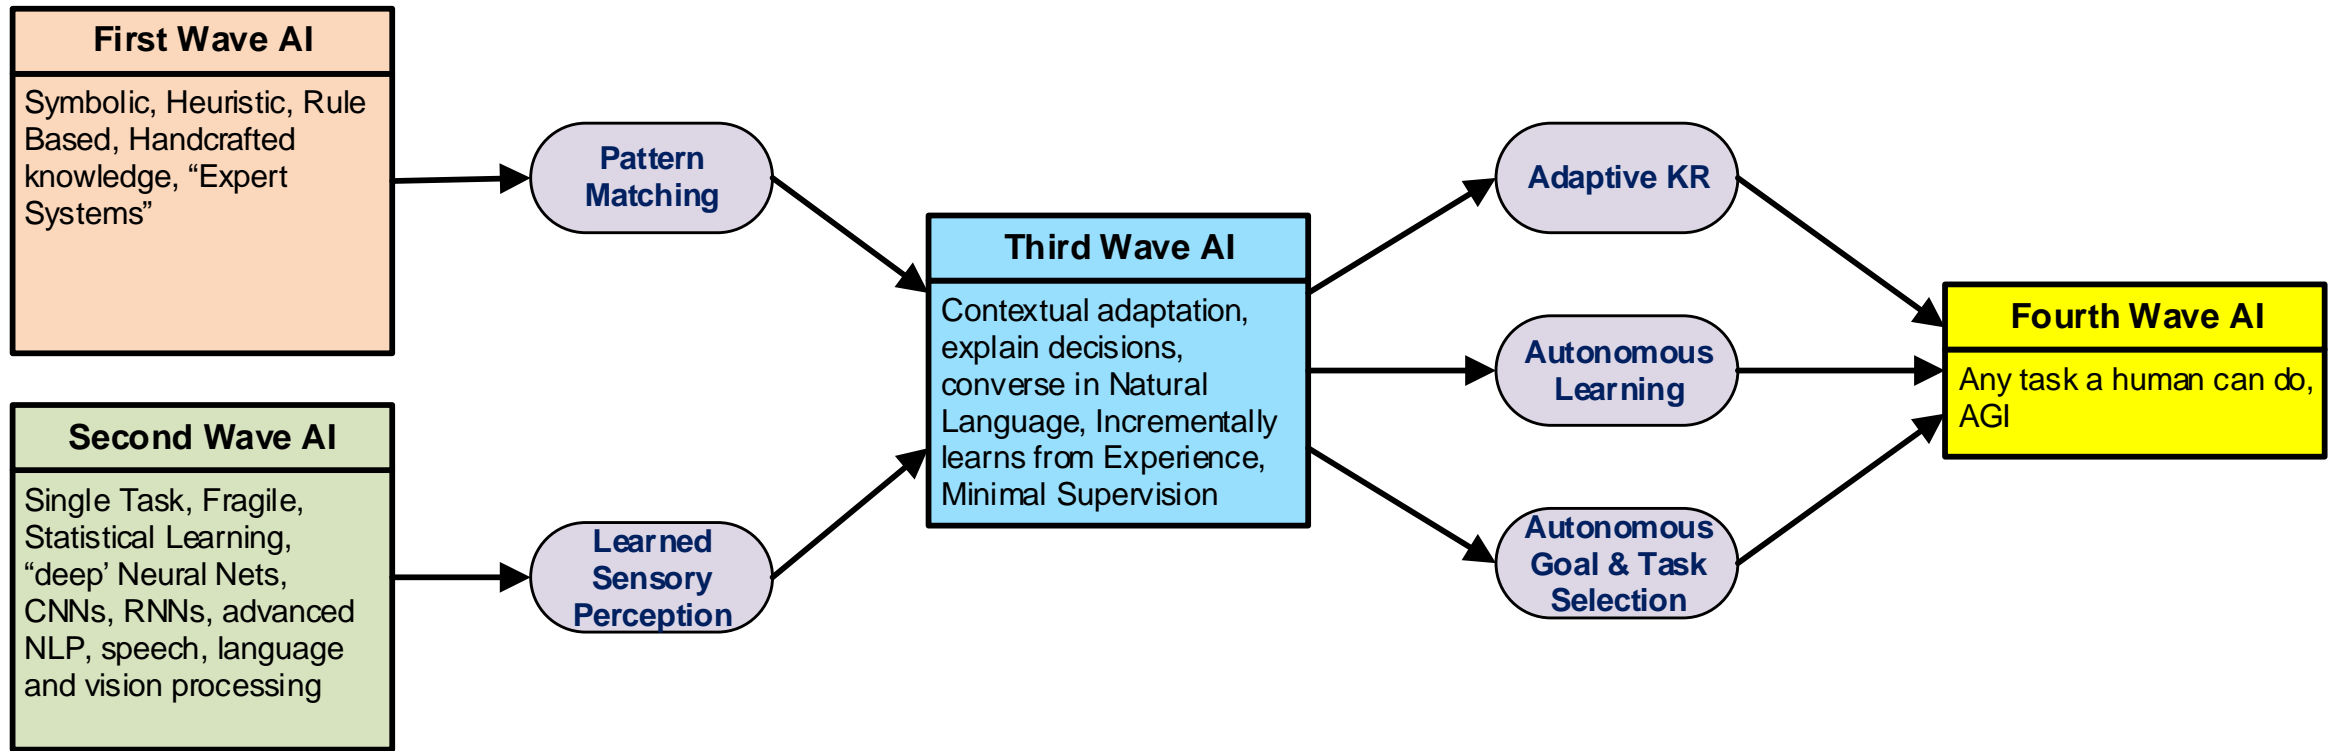 First Wave AI
Symbolic, Heuristic, Rule
Based, Handcrafted
knowledge, “Expert
Systems”
Second Wave AI
Single Task, Fragile,
Statistical Learning,
“deep’ Neural Nets,
CNNs, RNNs, advanced
NLP, speech, language
and vision processing
Pattern
Matching
Learned
Sensory
Perception
Third Wave AI
Contextual adaptation,
explain decisions,
converse in Natural
Language, Incrementally
learns from Experience,
Minimal Supervision
Adaptive KR
Autonomous
Learning
Autonomous
Goal & Task
Selection
Fourth Wave AI
Any task a human can do,
AGI